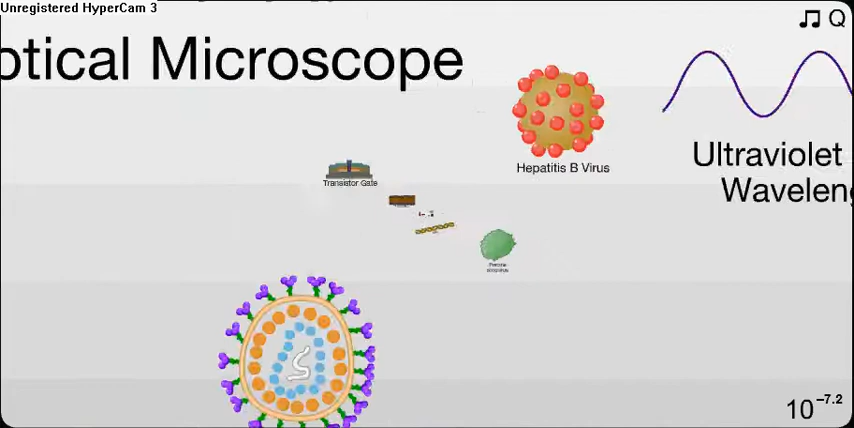 Unregistered HyperCam 3
Q
ptical Microscope
Hepatitis B Virus
Ultraviolet
Waveleng
Transistor Gate
10^-7.2